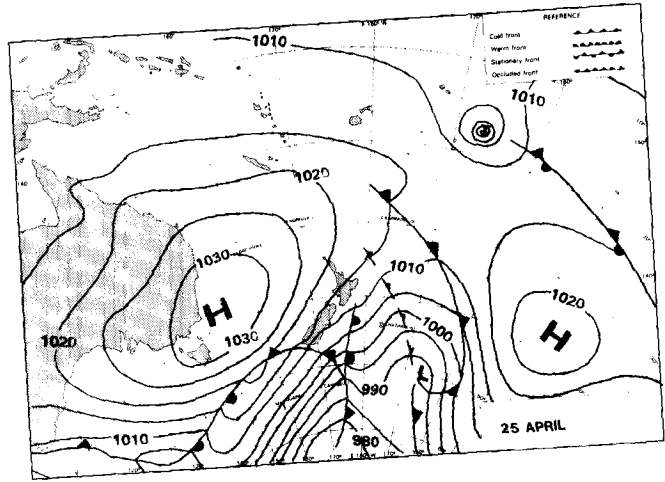 REFERENCE
Cold front
Warm front
Stationary front
Occluded front
1010
1010
1020
1030
H
1030
1010
1020
H
1000
1020
990
L
1010
980
25 APRIL